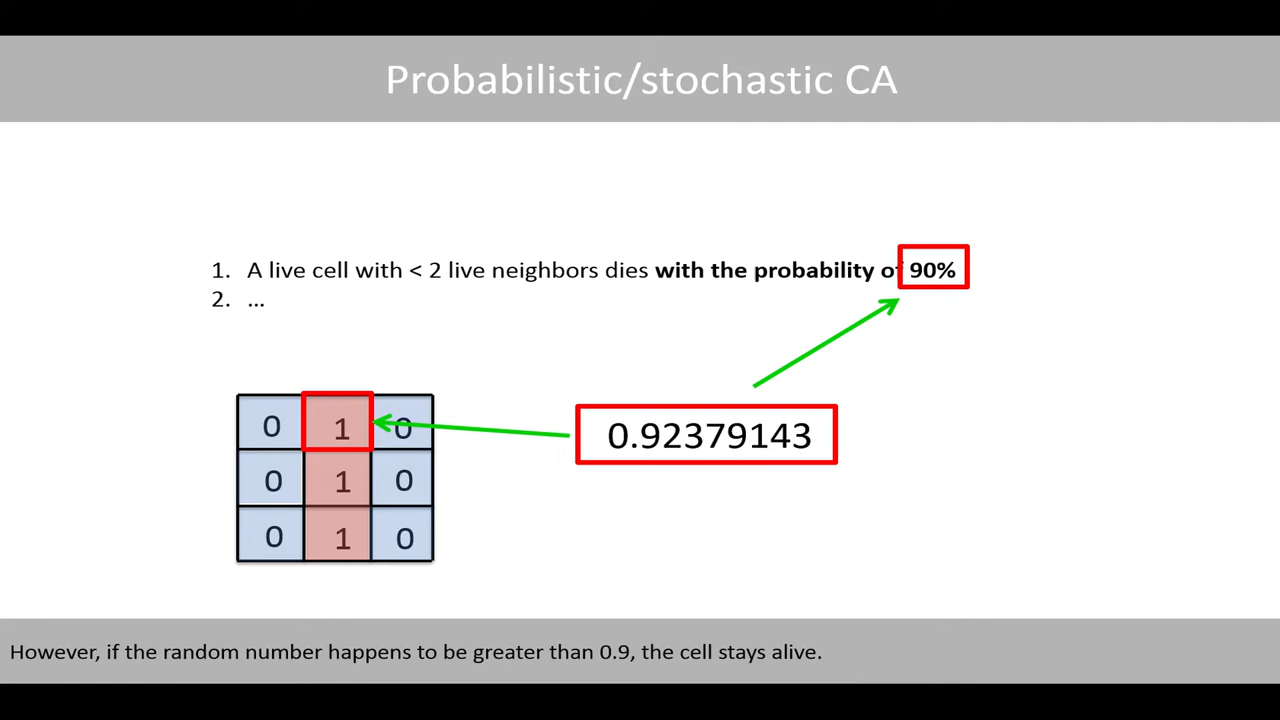 Probabilistic/stochastic CA
1. A live cell with < 2 live neighbors dies with the probability of 90%
2. ...
0 1 0
0.92379143
0 1 0
0 1 0
However, if the random number happens to be greater than 0.9, the cell stays alive.